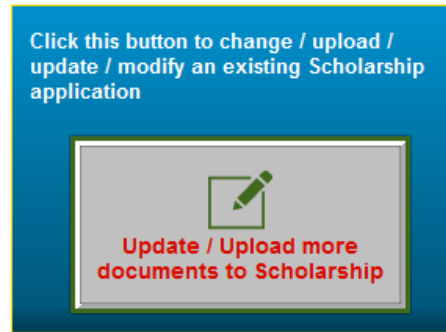 Click this button to change / upload /
update / modify an existing Scholarship
application
Update / Upload more
documents to Scholarship